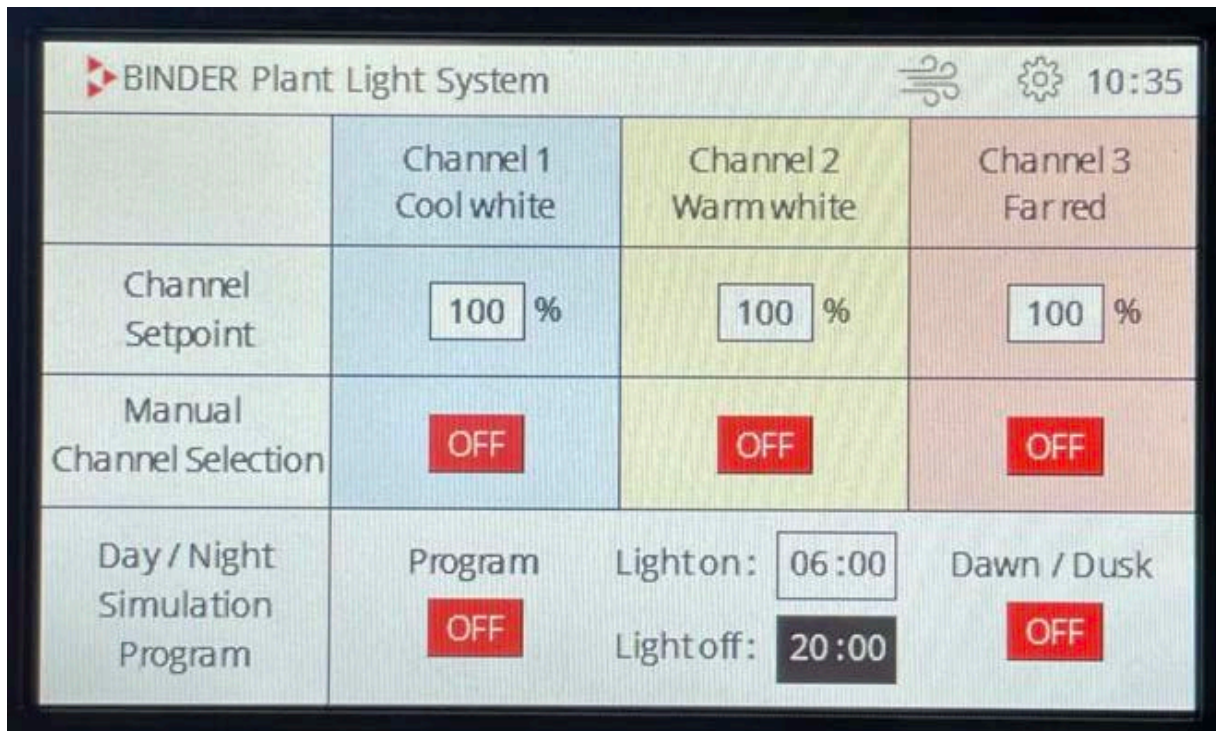 BINDER Plant Light System 10:35
Channel 1 Channel 2 Channel 3
Cool white Warm white Far red
Channel
Setpoint
100 % 100 % 100 %
Manual
Channel Selection
OFF OFF OFF
Day / Night
Simulation
Program
Program
OFF
Light on: 06:00
Light off: 20:00
Dawn / Dusk
OFF